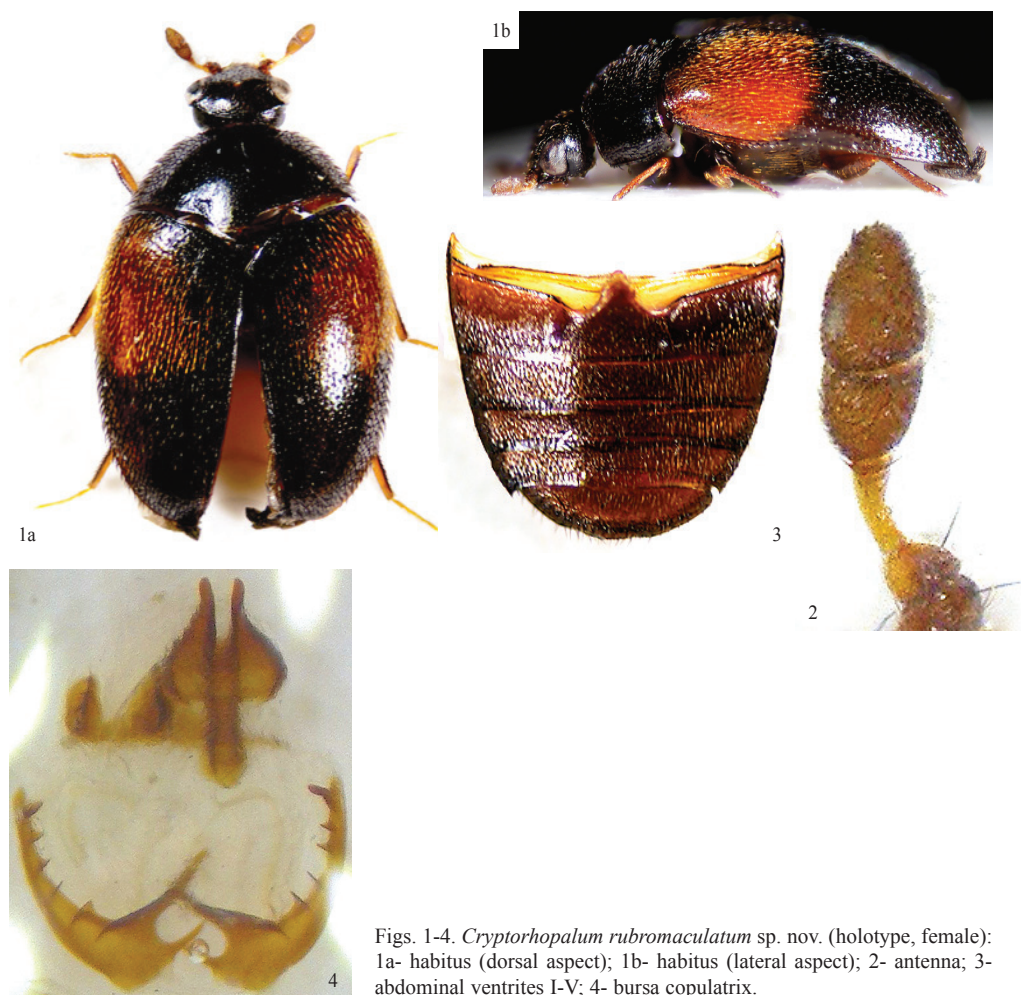 1b
1a
3
2
4
Figs. 1-4. Cryptorhopalum rubromaculatum sp. nov. (holotype, female):
1a- habitus (dorsal aspect); 1b- habitus (lateral aspect); 2- antenna; 3-
abdominal ventrites I-V; 4- bursa copulatrix.